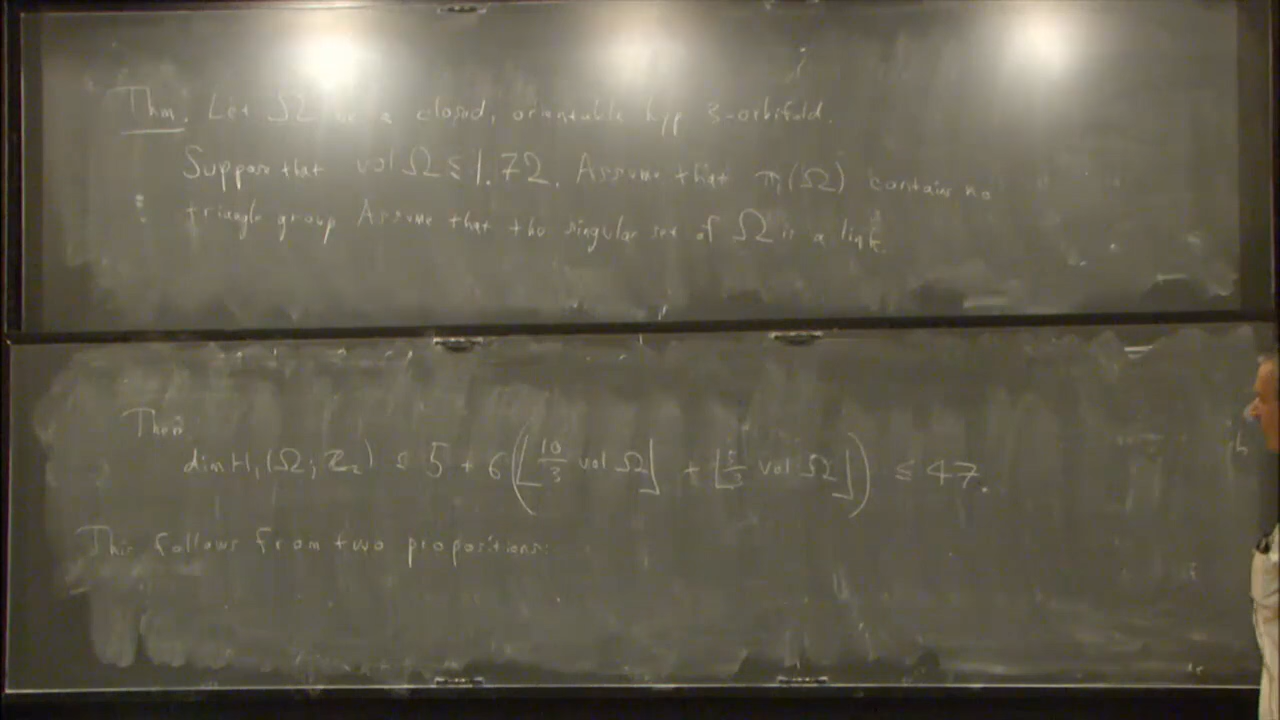 Thm. Let Ω be a closed, orientable hyp 3-orbifold.
Suppose that vol Ω ≤ 1.72. Assume that π₁(Ω) contains no
triangle group Assume that the singular set of Ω is a link
Then
dim H₁(Ω; ℤ₂) ≤ 5 + 6(⌊10/3 vol Ω⌋ + ⌊5/3 vol Ω⌋) ≤ 47.
This follows from two propositions: